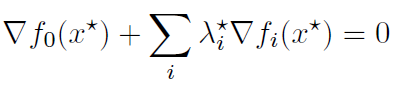 ∇f₀(x⋆) + ∑ᵢ λᵢ⋆∇fᵢ(x⋆) = 0